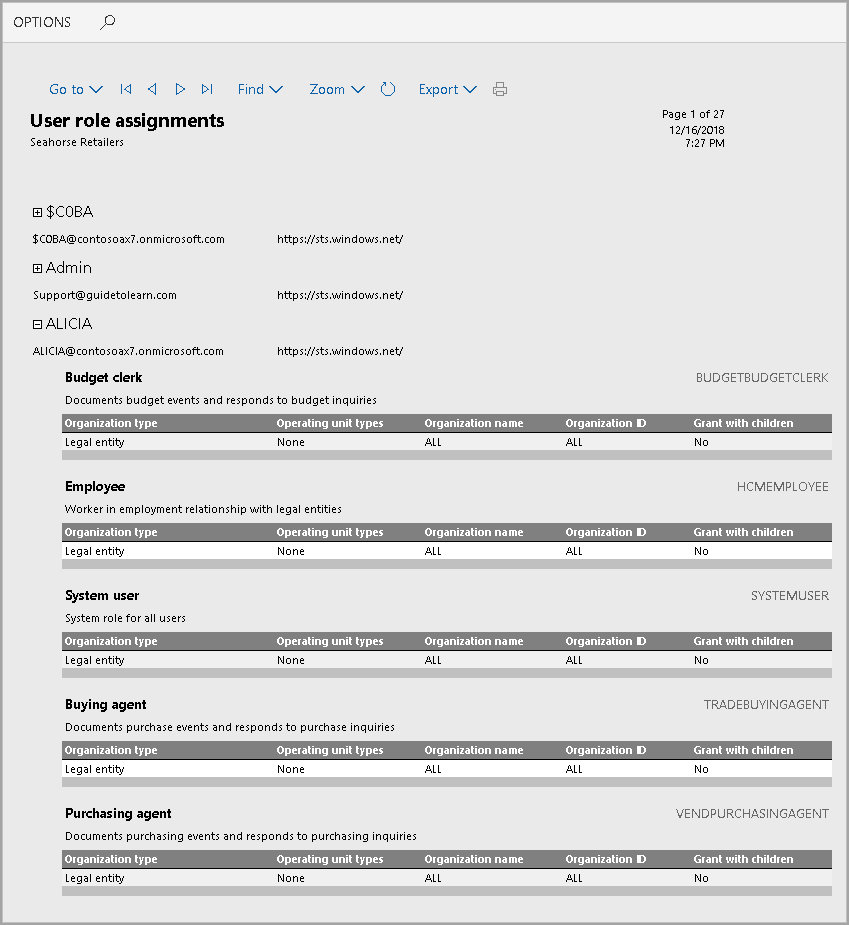 OPTIONS
Go to Find Zoom Export
User role assignments
Page 1 of 27
Seahorse Retailers
12/16/2018
7:27 PM
$C0BA
$C0BA@contosoax7.onmicrosoft.com https://sts.windows.net/
Admin
Support@guidetolearn.com https://sts.windows.net/
ALICIA
ALICIA@contosoax7.onmicrosoft.com https://sts.windows.net/
Budget clerk BUDGETBUDGETCLERK
Documents budget events and responds to budget inquiries
Organization type Operating unit types Organization name Organization ID Grant with children
Legal entity None ALL ALL No
Employee HCMEMPLOYEE
Worker in employment relationship with legal entities
Organization type Operating unit types Organization name Organization ID Grant with children
Legal entity None ALL ALL No
System user SYSTEMUSER
System role for all users
Organization type Operating unit types Organization name Organization ID Grant with children
Legal entity None ALL ALL No
Buying agent TRADEBUYINGAGENT
Documents purchase events and responds to purchase inquiries
Organization type Operating unit types Organization name Organization ID Grant with children
Legal entity None ALL ALL No
Purchasing agent VENDPURCHASINGAGENT
Documents purchasing events and responds to purchasing inquiries
Organization type Operating unit types Organization name Organization ID Grant with children
Legal entity None ALL ALL No